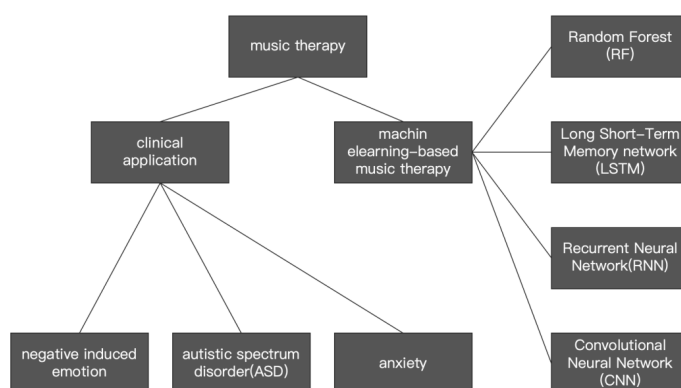 music therapy
Random Forest
(RF)
clinical
application
machin
elearning–based
music therapy
Long Short–Term
Memory network
(LSTM)
Recurrent Neural
Network(RNN)
negative induced
emotion
autistic spectrum
disorder(ASD)
anxiety
Convolutional
Neural Network
(CNN)